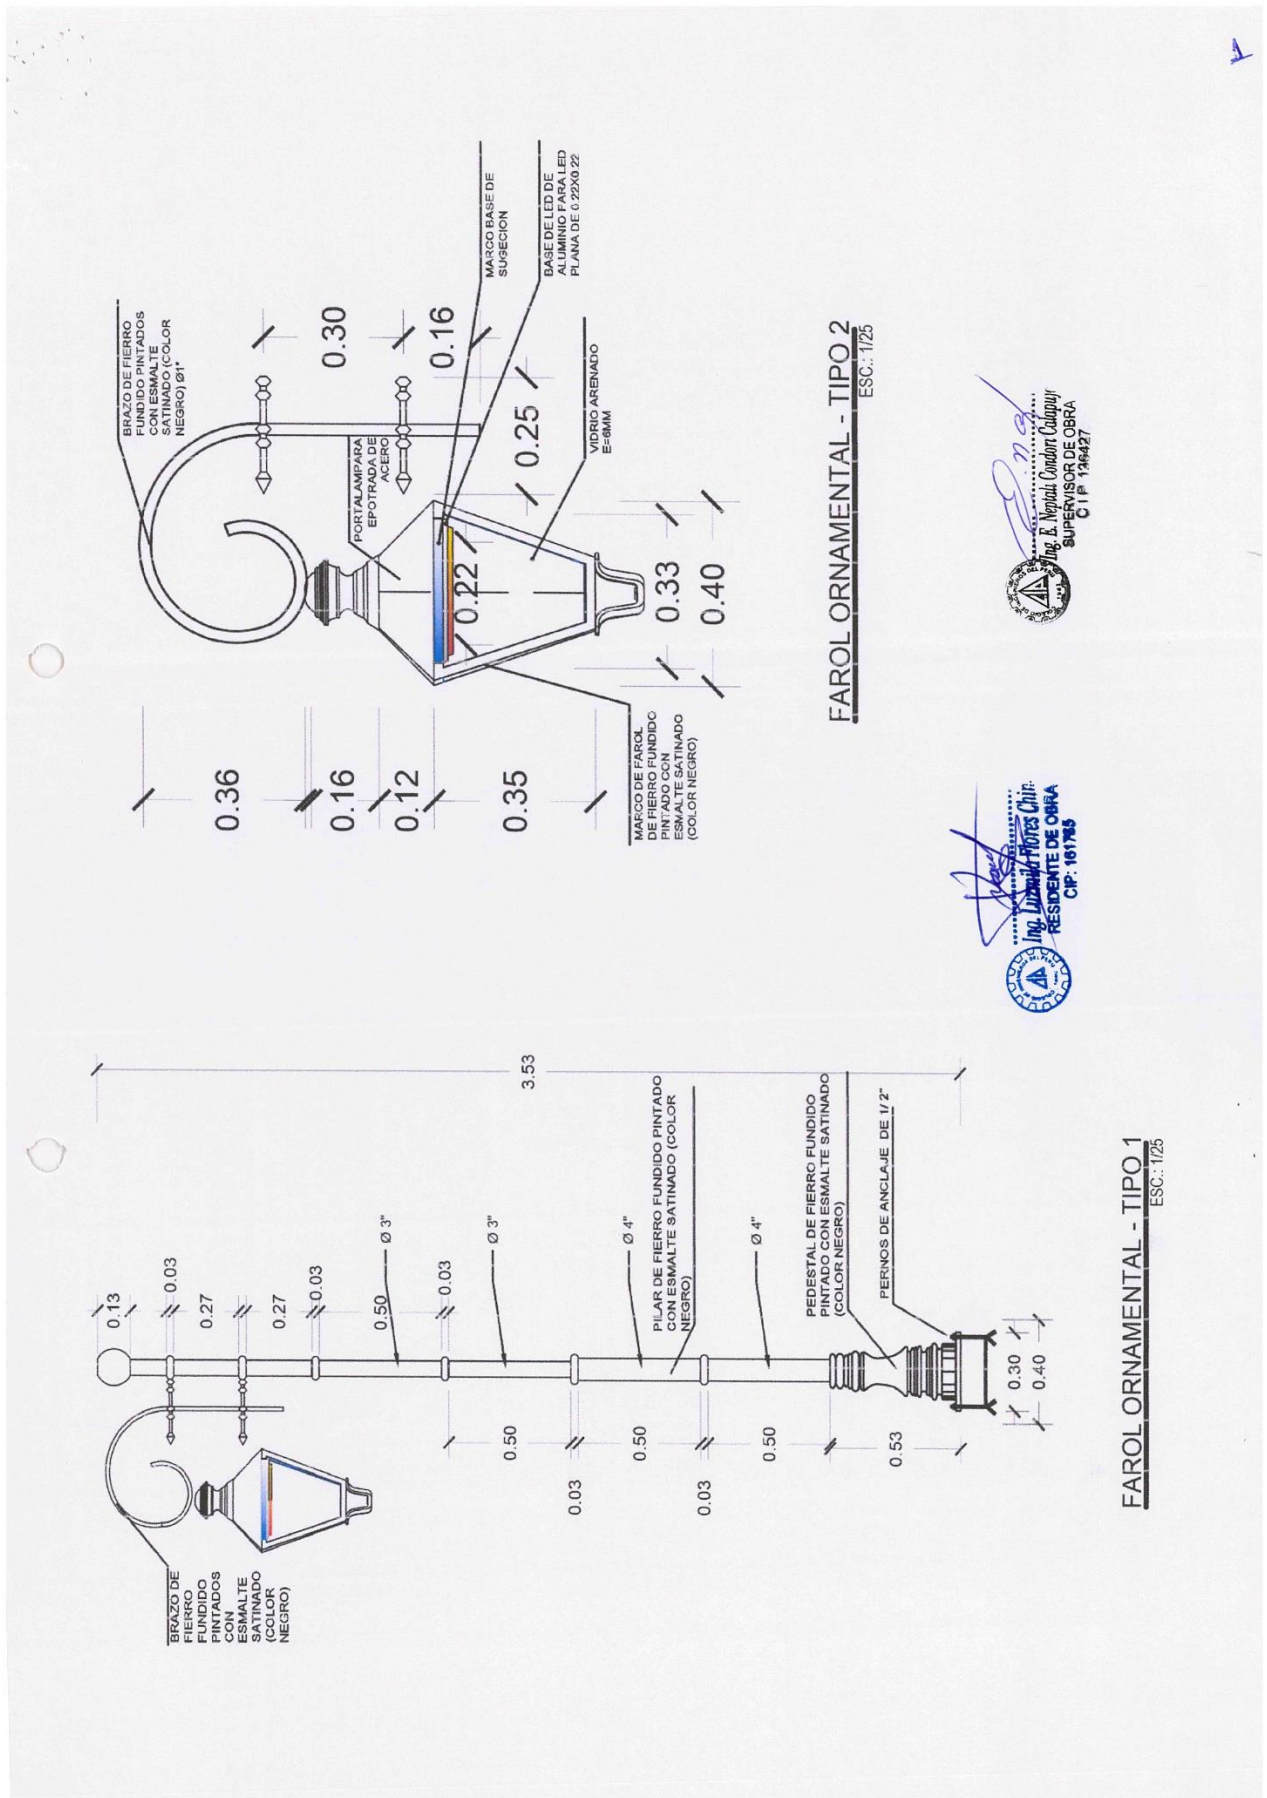 BRAZO DE
FIERRO
FUNDIDO
PINTADOS
CON
ESMALTE
SATINADO
(COLOR
NEGRO)
0.13
0.03
0.27
0.27
0.03
0.50
0.03
Ø 3"
Ø 3"
Ø 4"
Ø 4"
0.50
0.03
0.50
0.03
0.50
0.53
3.53
PILAR DE FIERRO FUNDIDO PINTADO
CON ESMALTE SATINADO (COLOR
NEGRO)
PEDESTAL DE FIERRO FUNDIDO
PINTADO CON ESMALTE SATINADO
(COLOR NEGRO)
PERNOS DE ANCLAJE DE 1/2"
0.30
0.40
FAROL ORNAMENTAL - TIPO 1
ESC.: 1/25
BRAZO DE FIERRO
FUNDIDO PINTADOS
CON ESMALTE
SATINADO (COLOR
NEGRO) Ø1"
0.36
0.16
0.12
0.35
PORTALAMPARA
EPOTRADA DE
ACERO
0.30
0.16
0.25
0.22
0.33
0.40
MARCO BASE DE
SUGECION
BASE DE LED DE
ALUMINIO PARA LED
PLANA DE 0.22X0.22
VIDRIO ARENADO
E=6MM
MARCO DE FAROL
DE FIERRO FUNDIDO
PINTADO CON
ESMALTE SATINADO
(COLOR NEGRO)
FAROL ORNAMENTAL - TIPO 2
ESC.: 1/25
Ing. Luzmila Flores Chir.
RESIDENTE DE OBRA
CIP: 161785
Ing. E. Neptali Condori Calapuyr
SUPERVISOR DE OBRA
CIP 136427
1